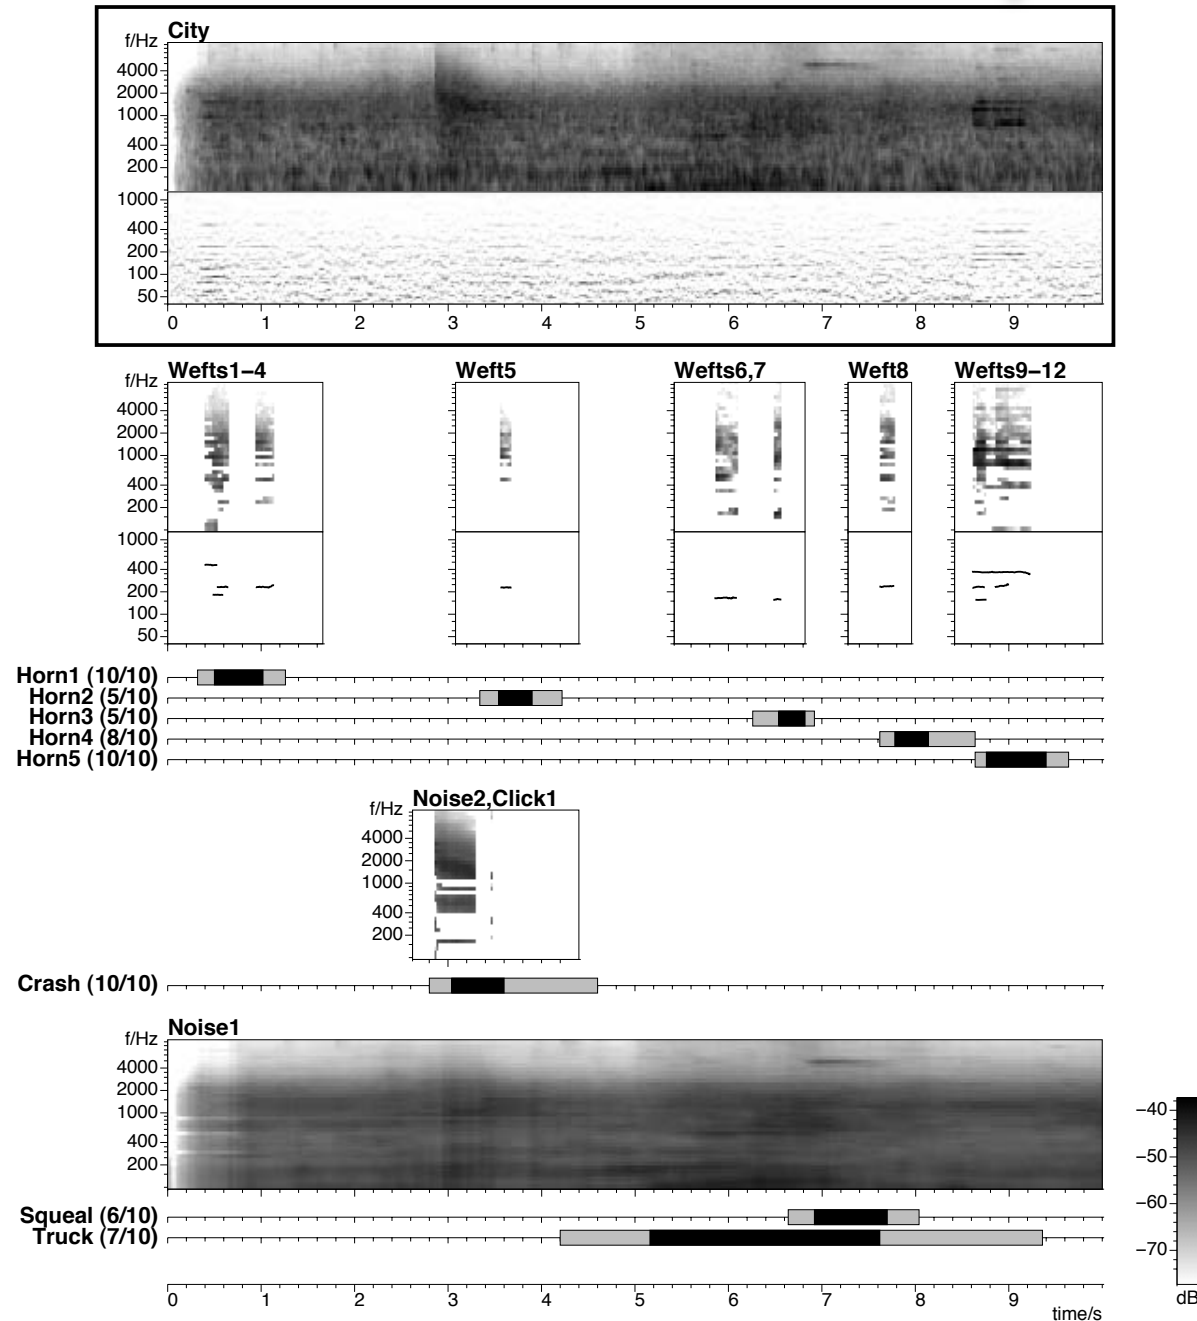 City
f/Hz
4000
2000
1000
400
200
1000
400
200
100
50
0 1 2 3 4 5 6 7 8 9
Wefts1–4 Weft5 Wefts6,7 Weft8 Wefts9–12
f/Hz
4000
2000
1000
400
200
1000
400
200
100
50
Horn1 (10/10)
Horn2 (5/10)
Horn3 (5/10)
Horn4 (8/10)
Horn5 (10/10)
Noise2,Click1
f/Hz
4000
2000
1000
400
200
Crash (10/10)
Noise1
f/Hz
4000
2000
1000
400
200
−40
−50
−60
−70
dB
Squeal (6/10)
Truck (7/10)
0 1 2 3 4 5 6 7 8 9
time/s